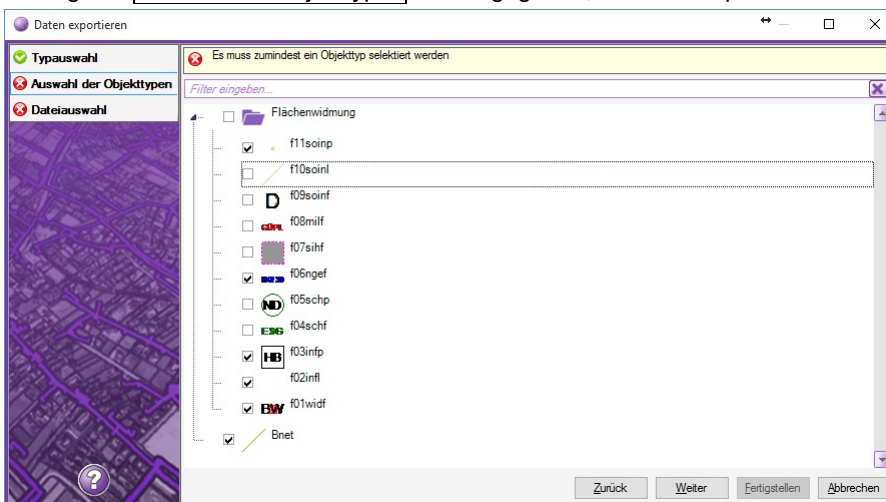 Daten exportieren
Typauswahl
Es muss zumindest ein Objekttyp selektiert werden
Auswahl der Objekttypen
Filter eingeben...
Dateiauswahl
Flächenwidmung
f11soinp
f10soinl
D f09soinf
f08milf
f07sihf
f06ngef
ND f05schp
ESG f04schf
HB f03infp
f02infl
BW f01widf
Bnet
?
Zurück Weiter Fertigstellen Abbrechen